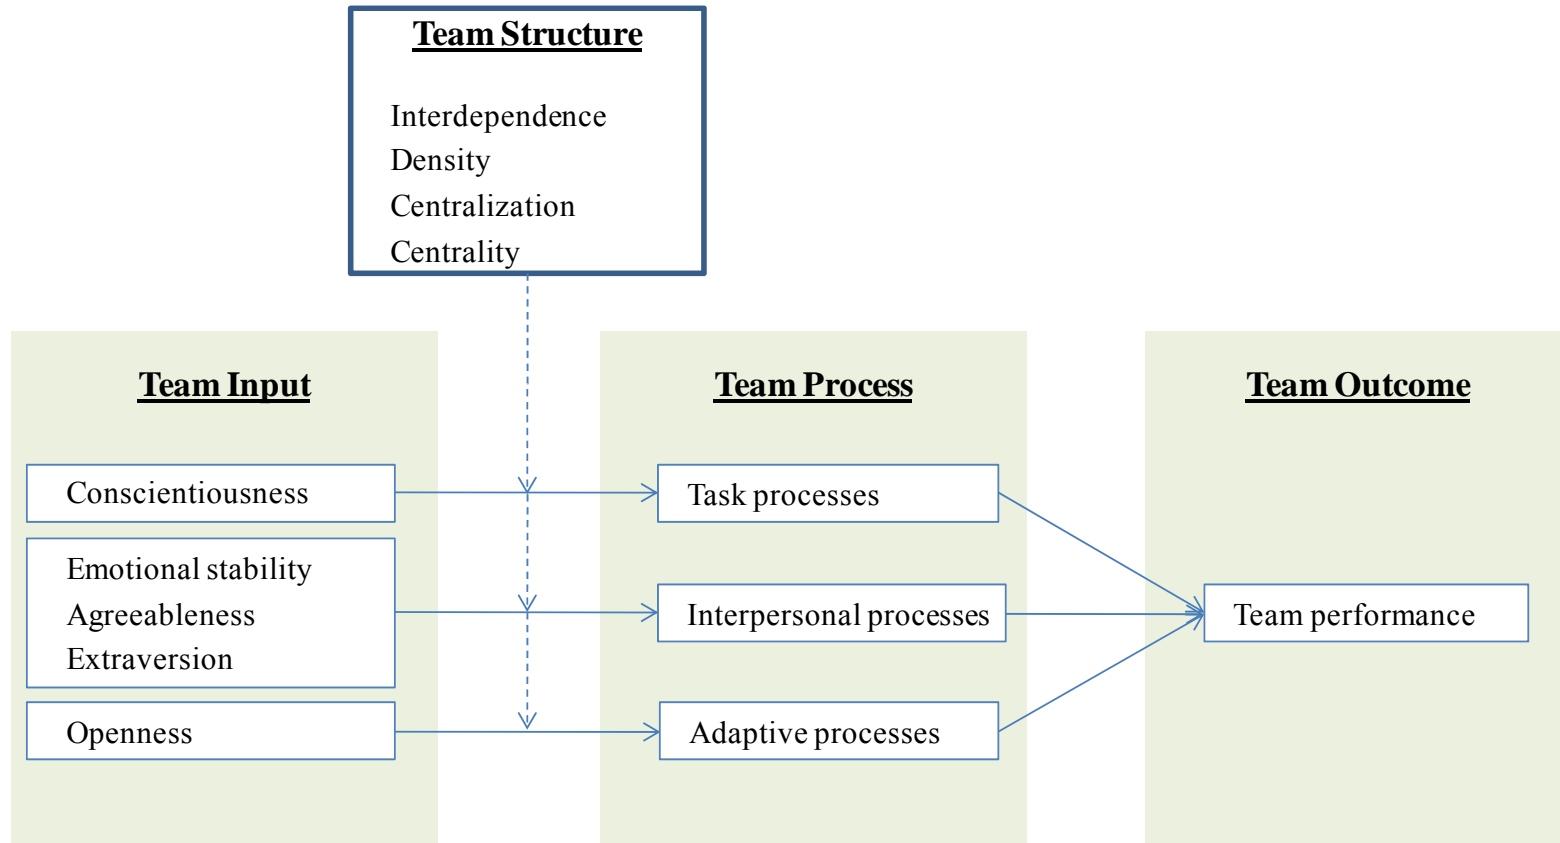 Team Structure
Interdependence
Density
Centralization
Centrality
Team Input
Conscientiousness
Emotional stability
Agreeableness
Extraversion
Openness
Team Process
Task processes
Interpersonal processes
Adaptive processes
Team Outcome
Team performance